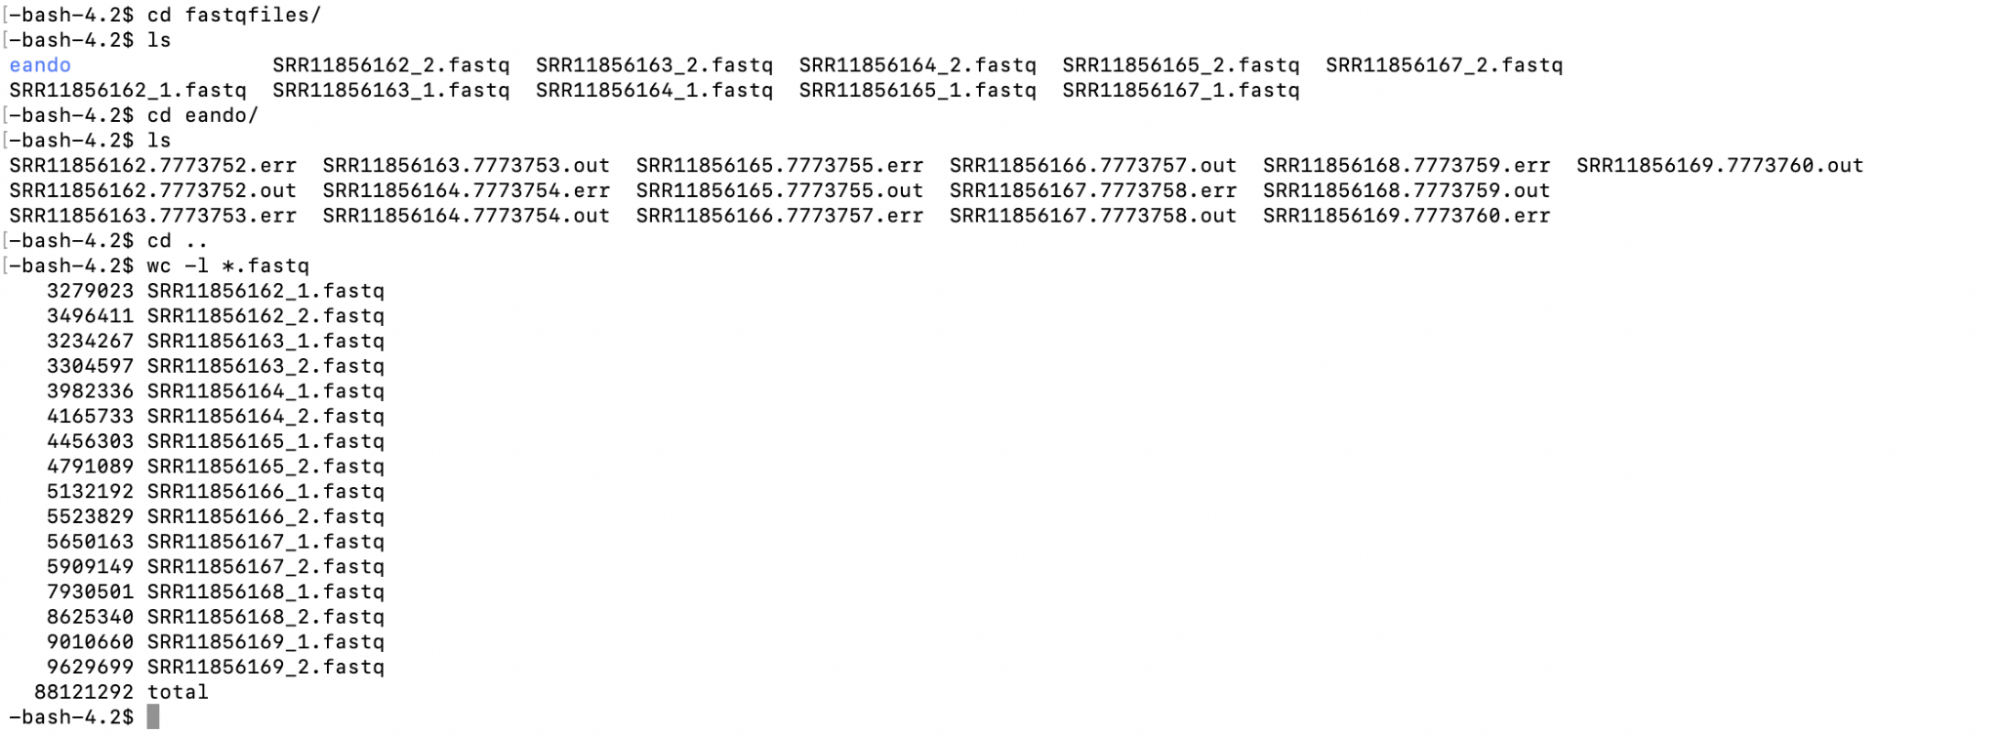 [-bash-4.2$ cd fastqfiles/
[-bash-4.2$ ls
eando SRR11856162_2.fastq SRR11856163_2.fastq SRR11856164_2.fastq SRR11856165_2.fastq SRR11856167_2.fastq
SRR11856162_1.fastq SRR11856163_1.fastq SRR11856164_1.fastq SRR11856165_1.fastq SRR11856167_1.fastq
[-bash-4.2$ cd eando/
[-bash-4.2$ ls
SRR11856162.7773752.err SRR11856163.7773753.out SRR11856165.7773755.err SRR11856166.7773757.out SRR11856168.7773759.err SRR11856169.7773760.out
SRR11856162.7773752.out SRR11856164.7773754.err SRR11856165.7773755.out SRR11856167.7773758.err SRR11856168.7773759.out
SRR11856163.7773753.err SRR11856164.7773754.out SRR11856166.7773757.err SRR11856167.7773758.out SRR11856169.7773760.err
[-bash-4.2$ cd ..
[-bash-4.2$ wc -l *.fastq
3279023 SRR11856162_1.fastq
3496411 SRR11856162_2.fastq
3234267 SRR11856163_1.fastq
3304597 SRR11856163_2.fastq
3982336 SRR11856164_1.fastq
4165733 SRR11856164_2.fastq
4456303 SRR11856165_1.fastq
4791089 SRR11856165_2.fastq
5132192 SRR11856166_1.fastq
5523829 SRR11856166_2.fastq
5650163 SRR11856167_1.fastq
5909149 SRR11856167_2.fastq
7930501 SRR11856168_1.fastq
8625340 SRR11856168_2.fastq
9010660 SRR11856169_1.fastq
9629699 SRR11856169_2.fastq
88121292 total
-bash-4.2$